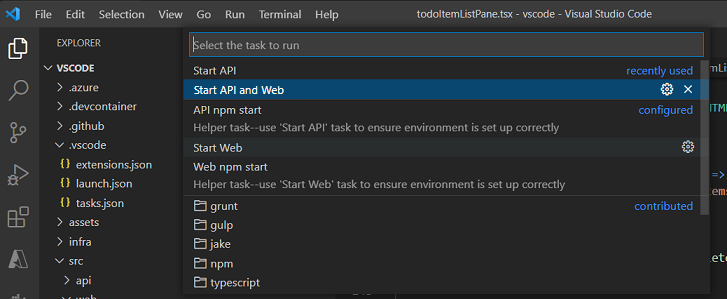 File Edit Selection View Go Run Terminal Help todoItemListPane.tsx - vscode - Visual Studio Code
EXPLORER
Select the task to run
VSCODE
Start API recently used
.azure
Start API and Web
.devcontainer
API npm start configured
.github
Helper task--use 'Start API' task to ensure environment is set up correctly
.vscode
Start Web
extensions.json
Web npm start
launch.json
Helper task--use 'Start Web' task to ensure environment is set up correctly
tasks.json
grunt contributed
assets
gulp
infra
jake
src
npm
api
typescript